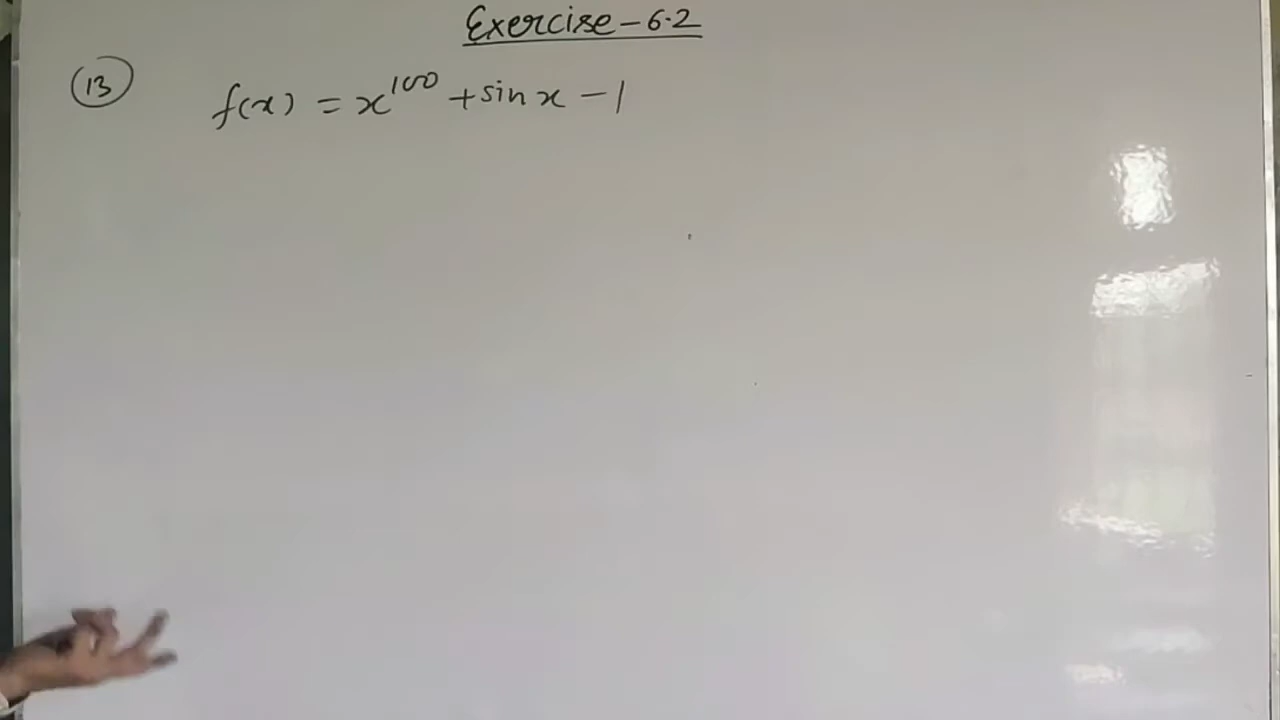 Exercise - 6.2
(13) f(x) = x^100 + sin x - 1